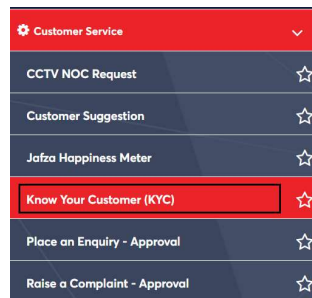 Customer Service
CCTV NOC Request
Customer Suggestion
Jafza Happiness Meter
Know Your Customer (KYC)
Place an Enquiry - Approval
Raise a Complaint - Approval